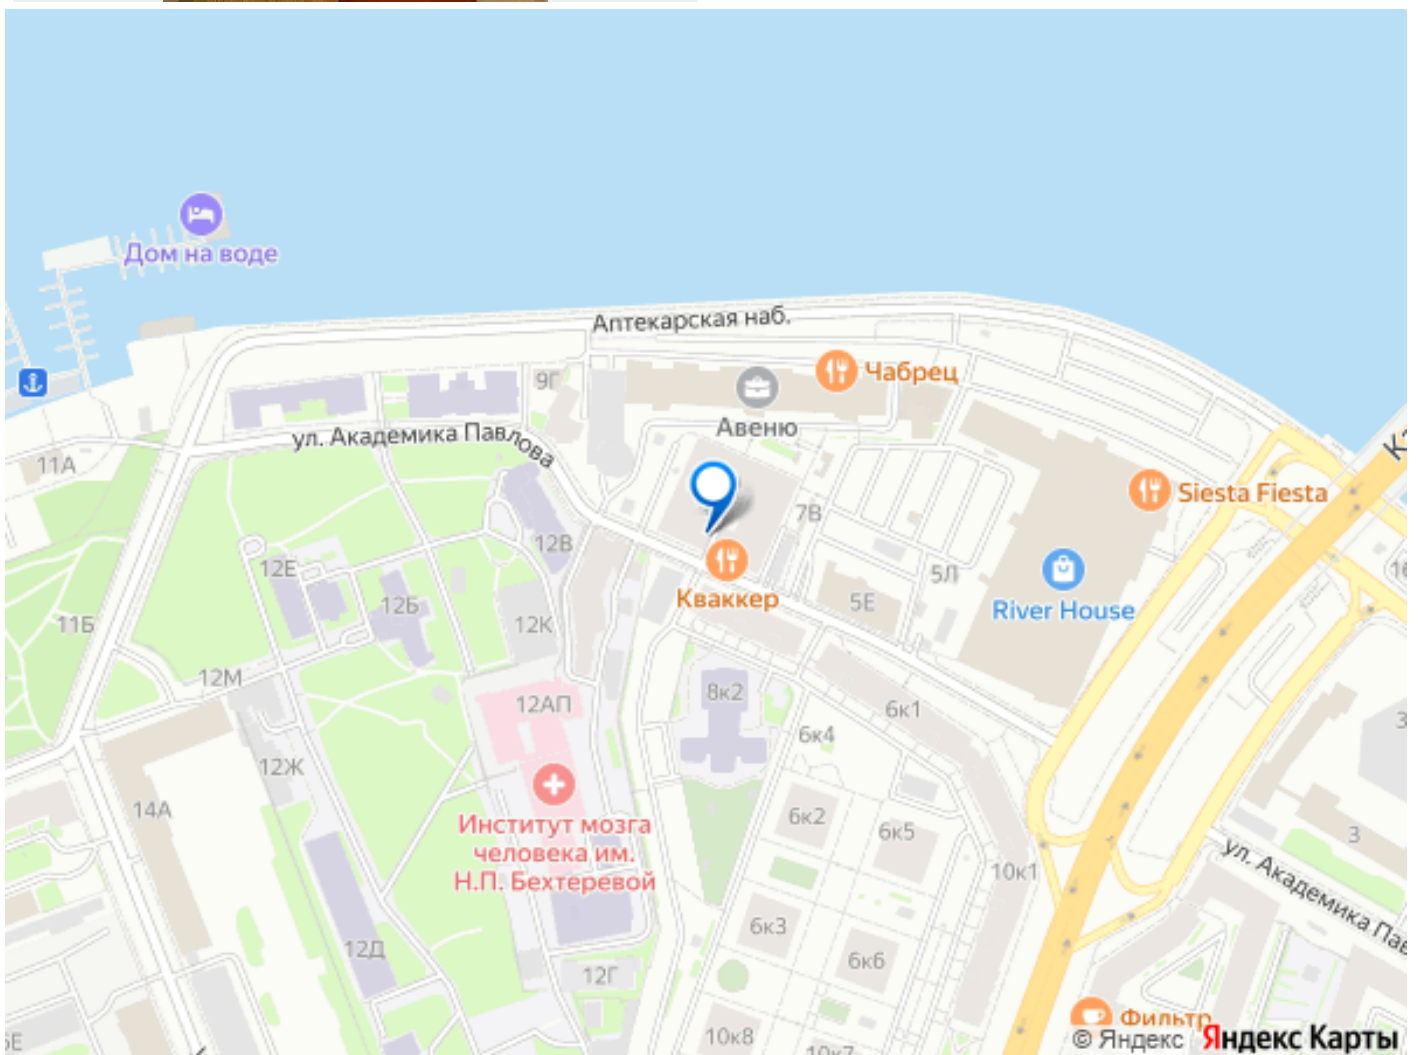 Дом на воде
Аптекарская наб.
Чабрец
9Г
Авеню
ул. Академика Павлова
11А
Siesta Fiesta
7В
12В
12Е
5Л
12Б
Кваккер
5Е
River House
11Б
12К
12М
8к2
12АП
6к1
6к4
12Ж
14А
Институт мозга
человека им.
Н.П. Бехтеревой
6к2
6к5
3
ул. Академика Пав
10к1
6к3
12Д
6к6
12Г
Фильтр
10к8
10к7
© Яндекс Яндекс Карты